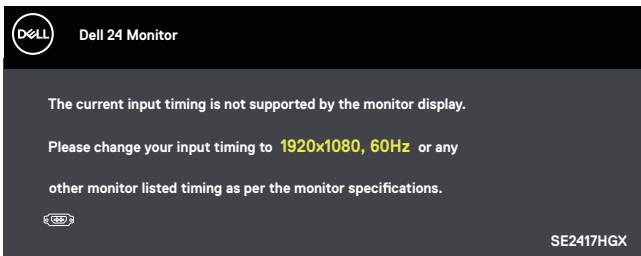 DELL
Dell 24 Monitor
The current input timing is not supported by the monitor display.
Please change your input timing to 1920x1080, 60Hz or any
other monitor listed timing as per the monitor specifications.
SE2417HGX